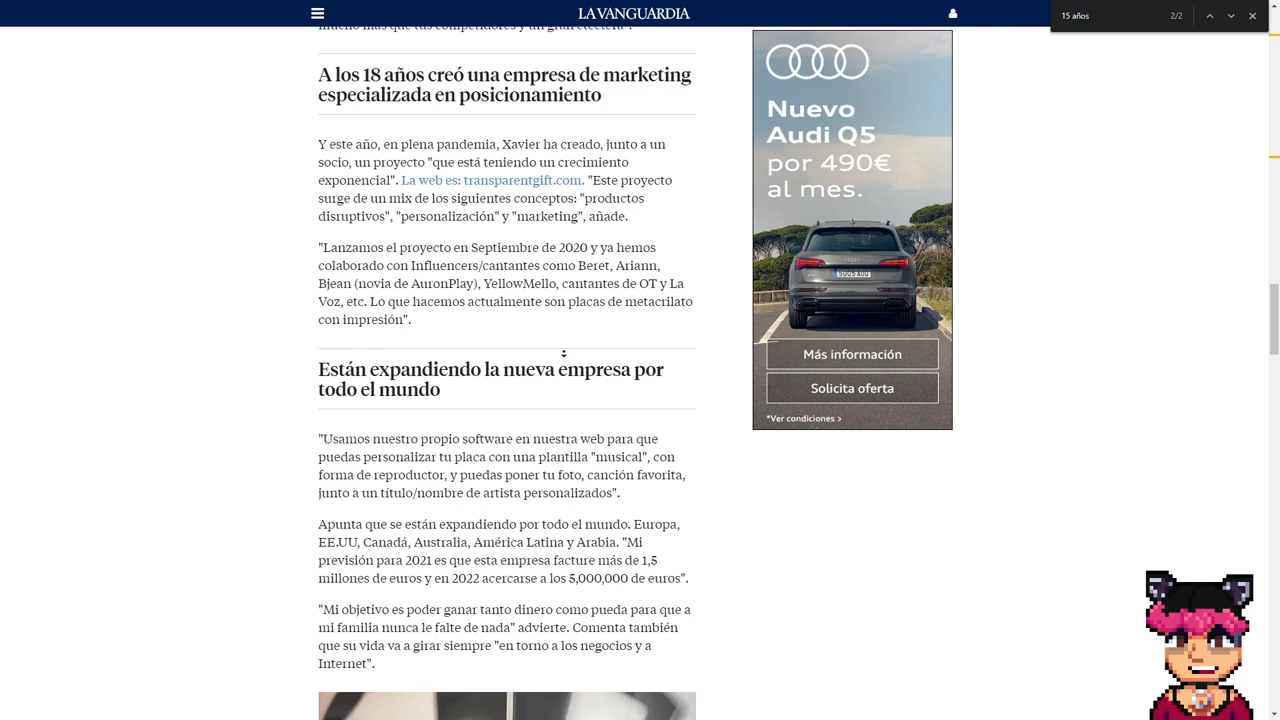 LA VANGUARDIA
15 años
2/2
A los 18 años creó una empresa de marketing
especializada en posicionamiento
Y este año, en plena pandemia, Xavier ha creado, junto a un
socio, un proyecto "que está teniendo un crecimiento
exponencial". La web es: transparentgift.com. "Este proyecto
surge de un mix de los siguientes conceptos: "productos
disruptivos", "personalización" y "marketing", añade.
"Lanzamos el proyecto en Septiembre de 2020 y ya hemos
colaborado con Influencers/cantantes como Beret, Ariann,
Bjean (novia de AuronPlay), YellowMello, cantantes de OT y La
Voz, etc. Lo que hacemos actualmente son placas de metacrilato
con impresión".
Están expandiendo la nueva empresa por
todo el mundo
"Usamos nuestro propio software en nuestra web para que
puedas personalizar tu placa con una plantilla "musical", con
forma de reproductor, y puedas poner tu foto, canción favorita,
junto a un título/nombre de artista personalizados".
Apunta que se están expandiendo por todo el mundo. Europa,
EE.UU, Canadá, Australia, América Latina y Arabia. "Mi
previsión para 2021 es que esta empresa facture más de 1,5
millones de euros y en 2022 acercarse a los 5,000,000 de euros".
"Mi objetivo es poder ganar tanto dinero como pueda para que a
mi familia nunca le falte de nada" advierte. Comenta también
que su vida va a girar siempre "en torno a los negocios y a
Internet".
Nuevo
Audi Q5
por 490€
al mes.
Más información
Solicita oferta
*Ver condiciones >